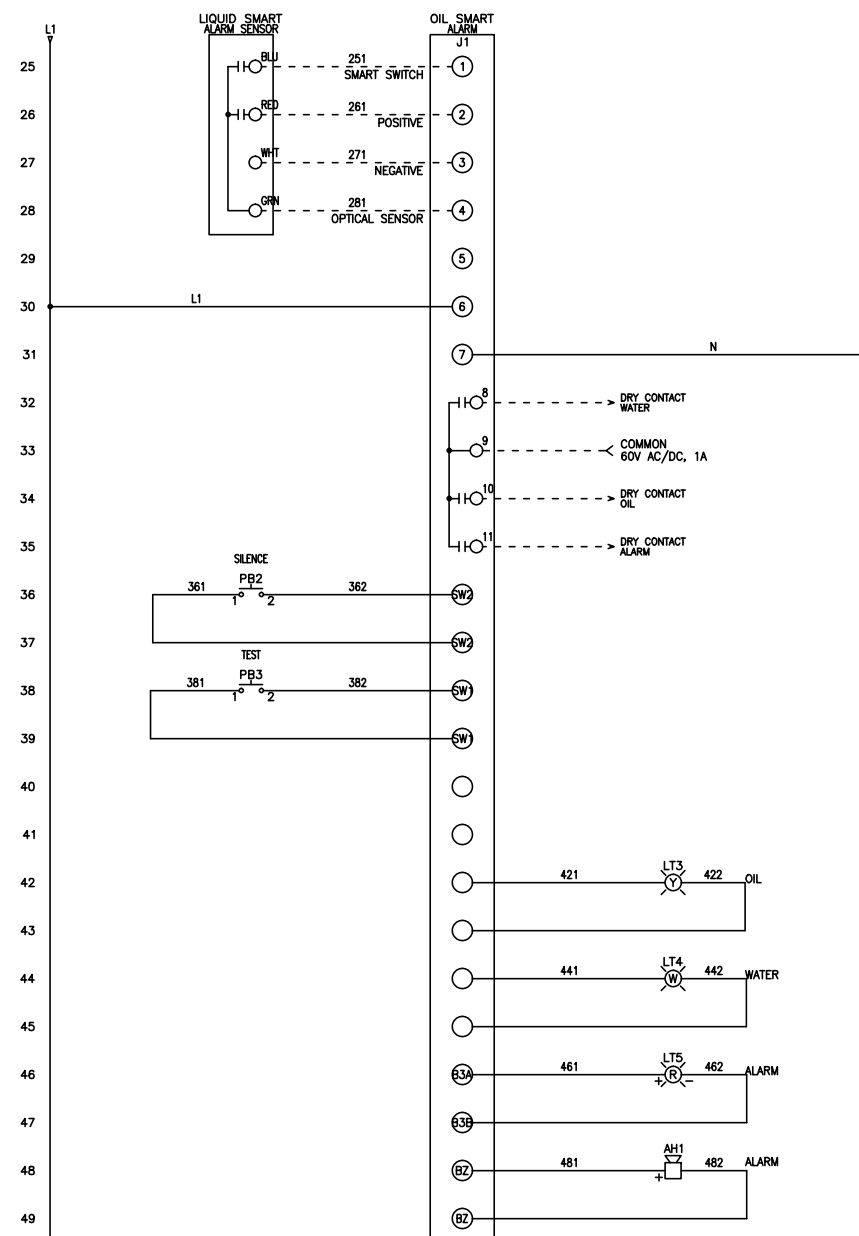 L1
LIQUID SMART
ALARM SENSOR
OIL SMART
ALARM
J1
25 BLU 251 SMART SWITCH 1
26 RED 261 POSITIVE 2
27 WHT 271 NEGATIVE 3
28 GRN 281 OPTICAL SENSOR 4
29 5
30 L1 6
31 7 N
32 8 DRY CONTACT
WATER
33 9 COMMON
60V AC/DC, 1A
34 10 DRY CONTACT
OIL
35 11 DRY CONTACT
ALARM
SILENCE
PB2
36 361 1 2 362 SW2
37 SW2
TEST
PB3
38 381 1 2 382 SW1
39 SW1
40
41
LT3
42 421 Y 422 OIL
43
LT4
44 441 W 442 WATER
45
LT5
46 B3A 461 + R - 462 ALARM
47 B3B
AH1
48 BZ 481 + 482 ALARM
49 BZ